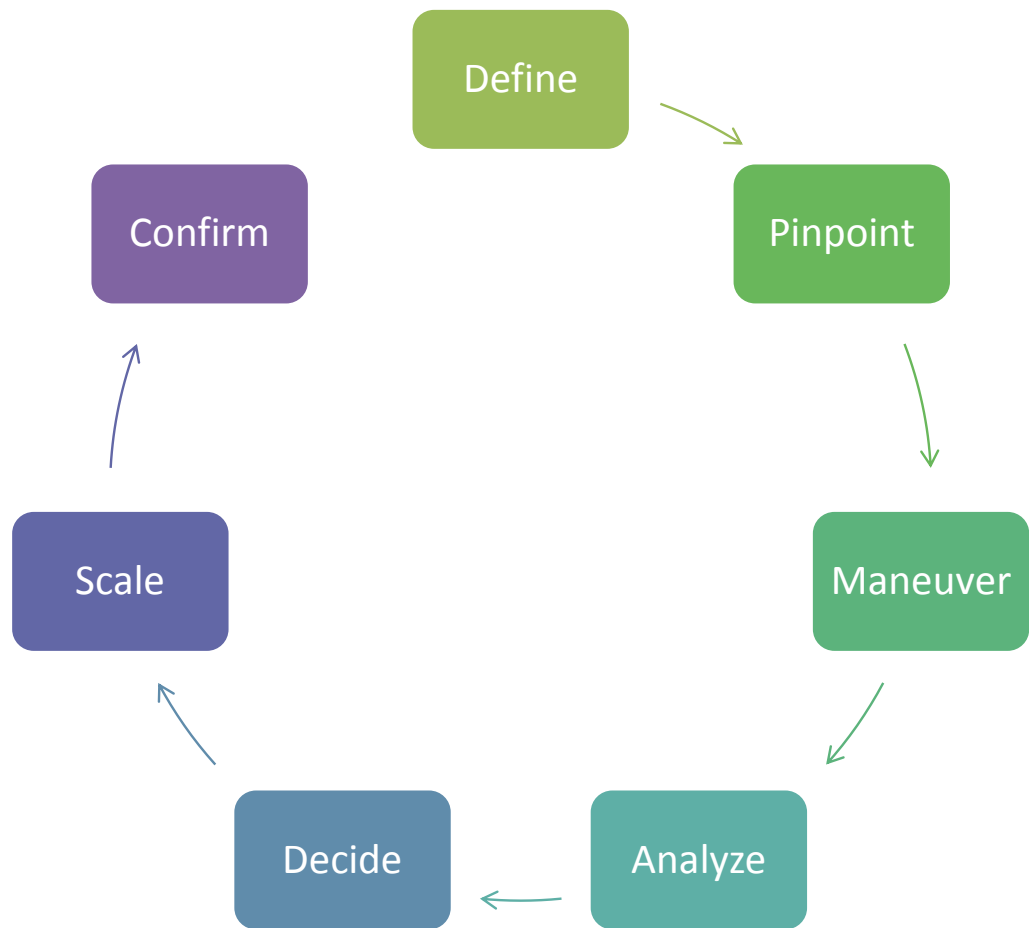 Define
Pinpoint
Maneuver
Analyze
Decide
Scale
Confirm